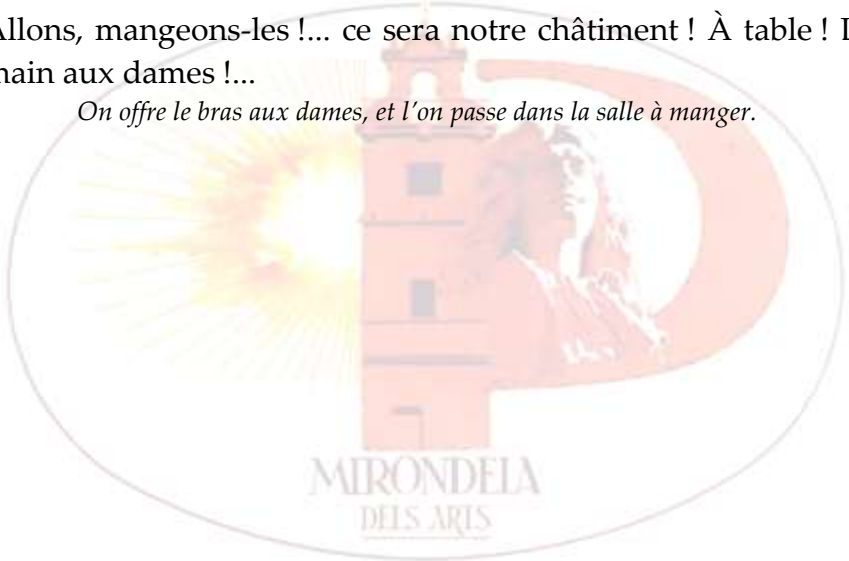 Allons, mangeons-les !... ce sera notre châtiment ! À table !
main aux dames !...
On offre le bras aux dames, et l'on passe dans la salle à manger.
MIRONDELA
DELS ARTS